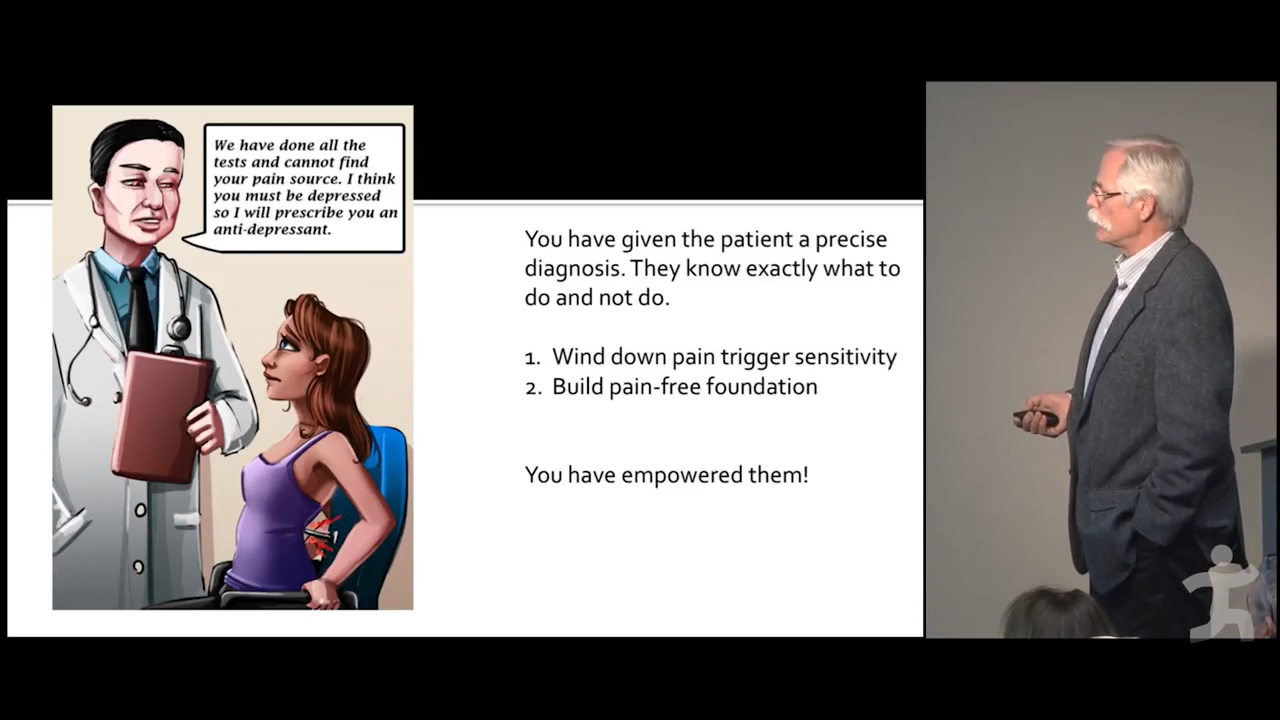 We have done all the
tests and cannot find
your pain source. I think
you must be depressed
so I will prescribe you an
anti-depressant.
You have given the patient a precise
diagnosis. They know exactly what to
do and not do.
1. Wind down pain trigger sensitivity
2. Build pain-free foundation
You have empowered them!